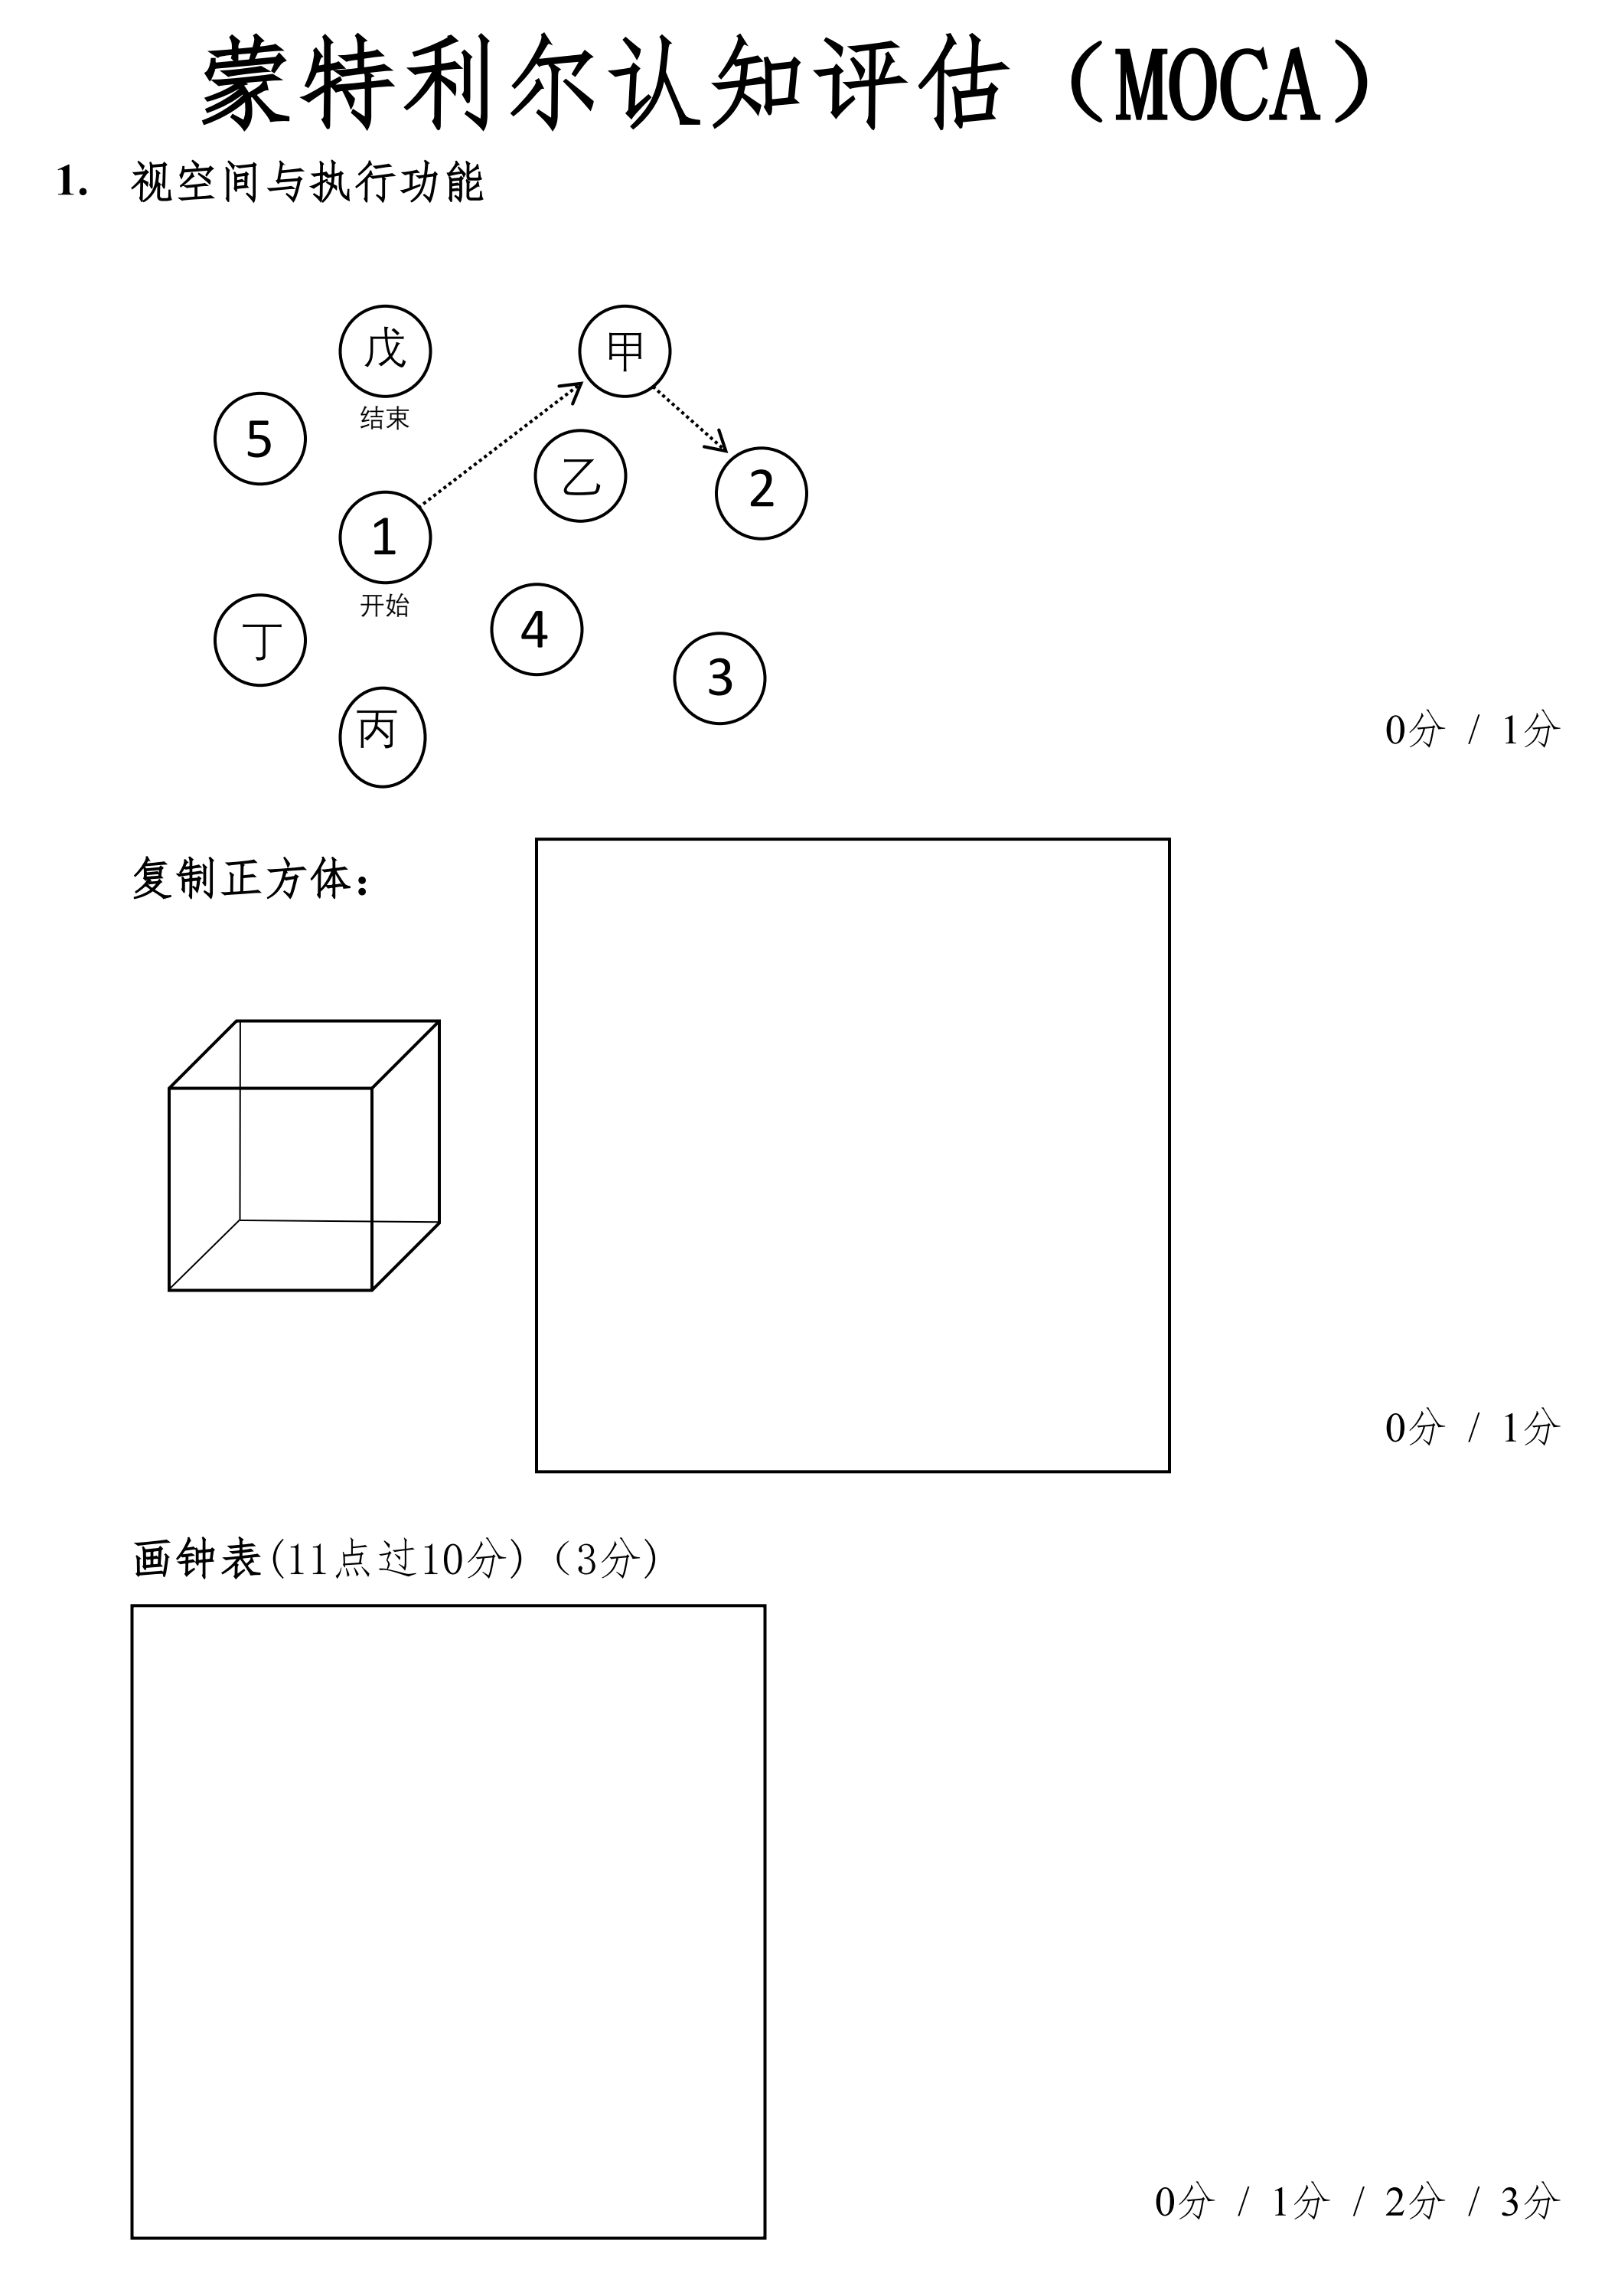 蒙特利尔认知评估（MOCA）
1. 视空间与执行功能
戊
甲
结束
5
乙
2
1
开始
丁
4
3
丙
0分 / 1分
复制正方体：
0分 / 1分
画钟表(11点过10分)（3分)
0分 / 1分 / 2分 / 3分